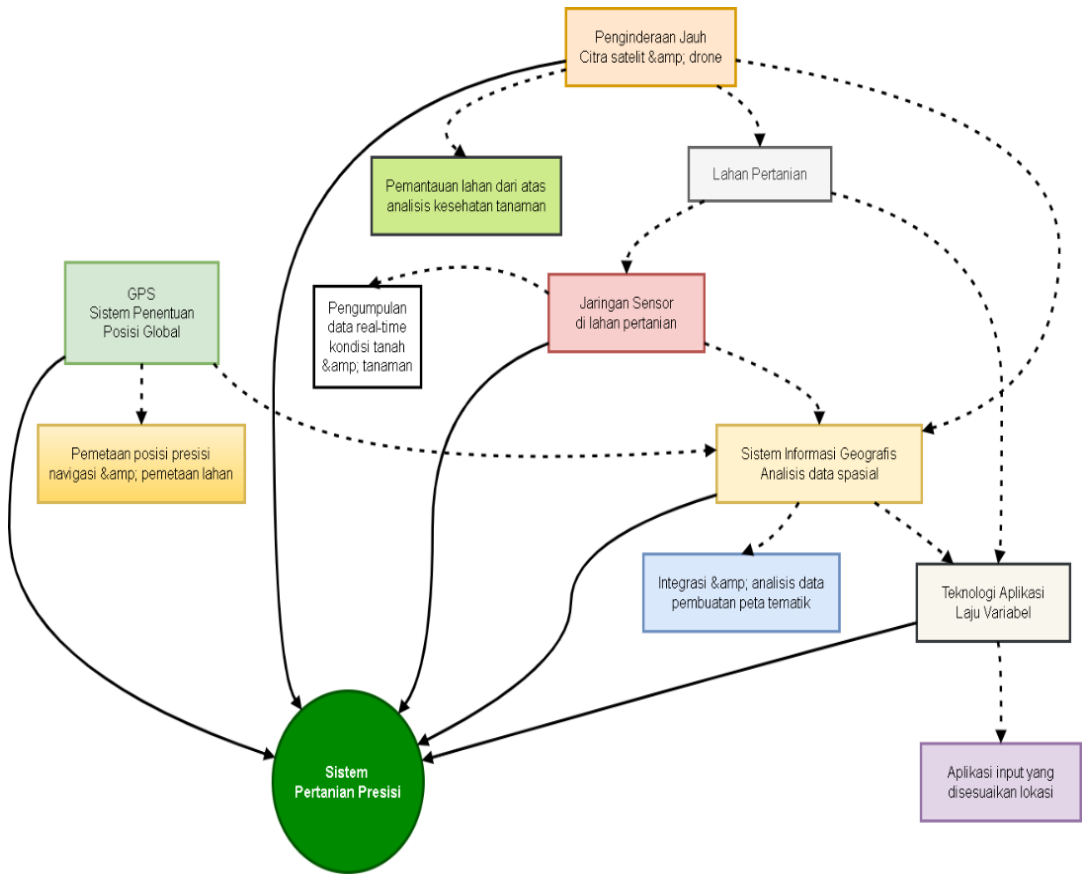 Penginderaan Jauh
Citra satelit &amp; drone
Pemantauan lahan dari atas
analisis kesehatan tanaman
Lahan Pertanian
GPS
Sistem Penentuan
Posisi Global
Pengumpulan
data real-time
kondisi tanah
&amp; tanaman
Jaringan Sensor
di lahan pertanian
Pemetaan posisi presisi
navigasi &amp; pemetaan lahan
Sistem Informasi Geografis
Analisis data spasial
Integrasi &amp; analisis data
pembuatan peta tematik
Teknologi Aplikasi
Laju Variabel
Sistem
Pertanian Presisi
Aplikasi input yang
disesuaikan lokasi